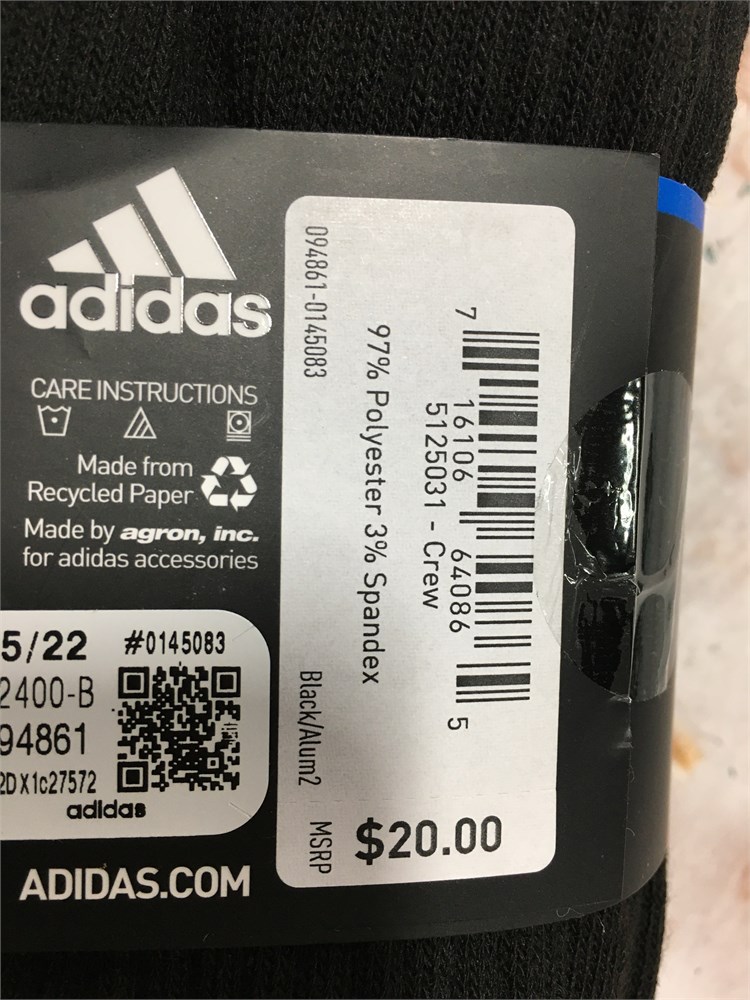 adidas
CARE INSTRUCTIONS
Made from
Recycled Paper
Made by agron, inc.
for adidas accessories
5/22 #0145083
2400-B
94861
2DX1c27572
adidas
ADIDAS.COM
094861-0145083
97% Polyester 3% Spandex
5125031 - Crew
7 16106 64086 5
Black/Alum2
MSRP
$20.00